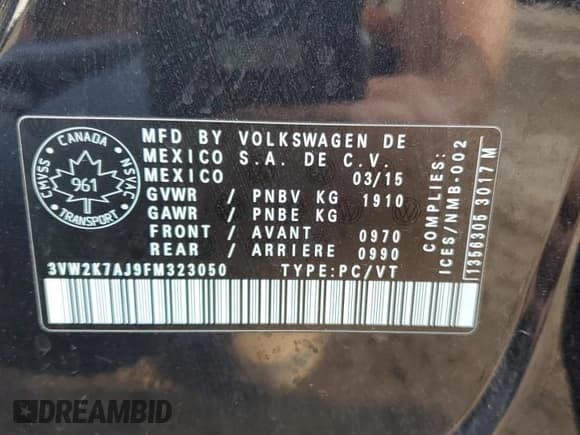 CANADA
CMVSS
NSVAC
961
TRANSPORT
MFD BY VOLKSWAGEN DE
MEXICO S.A. DE C.V.
MEXICO 03/15
GVWR / PNBV KG 1910
GAWR / PNBE KG
FRONT / AVANT 0970
REAR / ARRIERE 0990
3VW2K7AJ9FM323050 TYPE:PC/VT
COMPLIES:
ICES/NMB-002
1356305 3017 M
DREAMBID